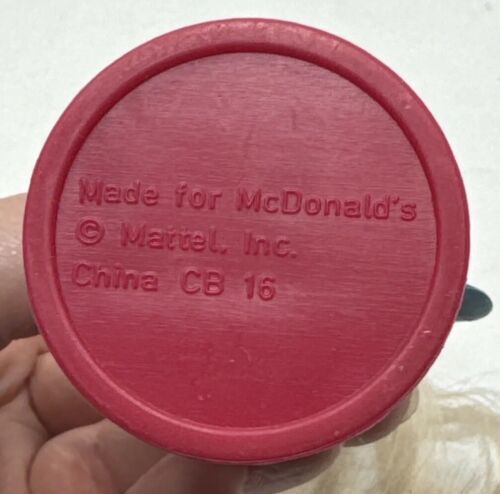 Made for McDonald's
© Mattel, Inc.
China CB 16